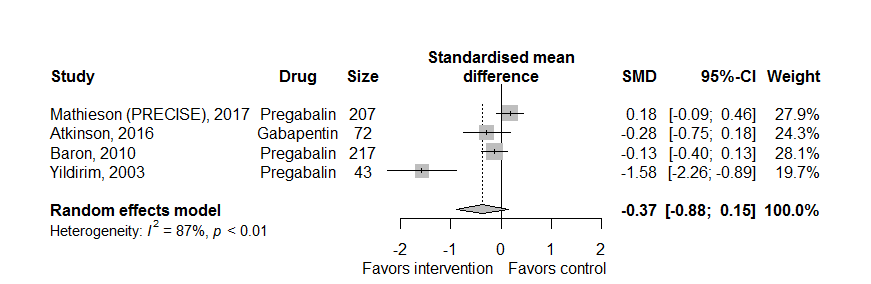 Standardised mean
Study Drug Size difference SMD 95%-CI Weight
Mathieson (PRECISE), 2017 Pregabalin 207 0.18 [-0.09; 0.46] 27.9%
Atkinson, 2016 Gabapentin 72 -0.28 [-0.75; 0.18] 24.3%
Baron, 2010 Pregabalin 217 -0.13 [-0.40; 0.13] 28.1%
Yildirim, 2003 Pregabalin 43 -1.58 [-2.26; -0.89] 19.7%
Random effects model -0.37 [-0.88; 0.15] 100.0%
Heterogeneity: I² = 87%, p < 0.01
-2 -1 0 1 2
Favors intervention Favors control